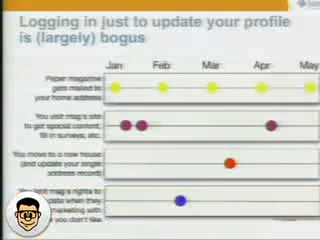 Logging in just to update your profile
is (largely) bogus
Jan Feb Mar Apr May
Paper magazine
gets mailed to
your home address
You visit mag's site
to get special content,
fill in surveys, etc.
You move to a new house
(and update your single
address record)
mag's rights to
data when they
marketing with
you don't like